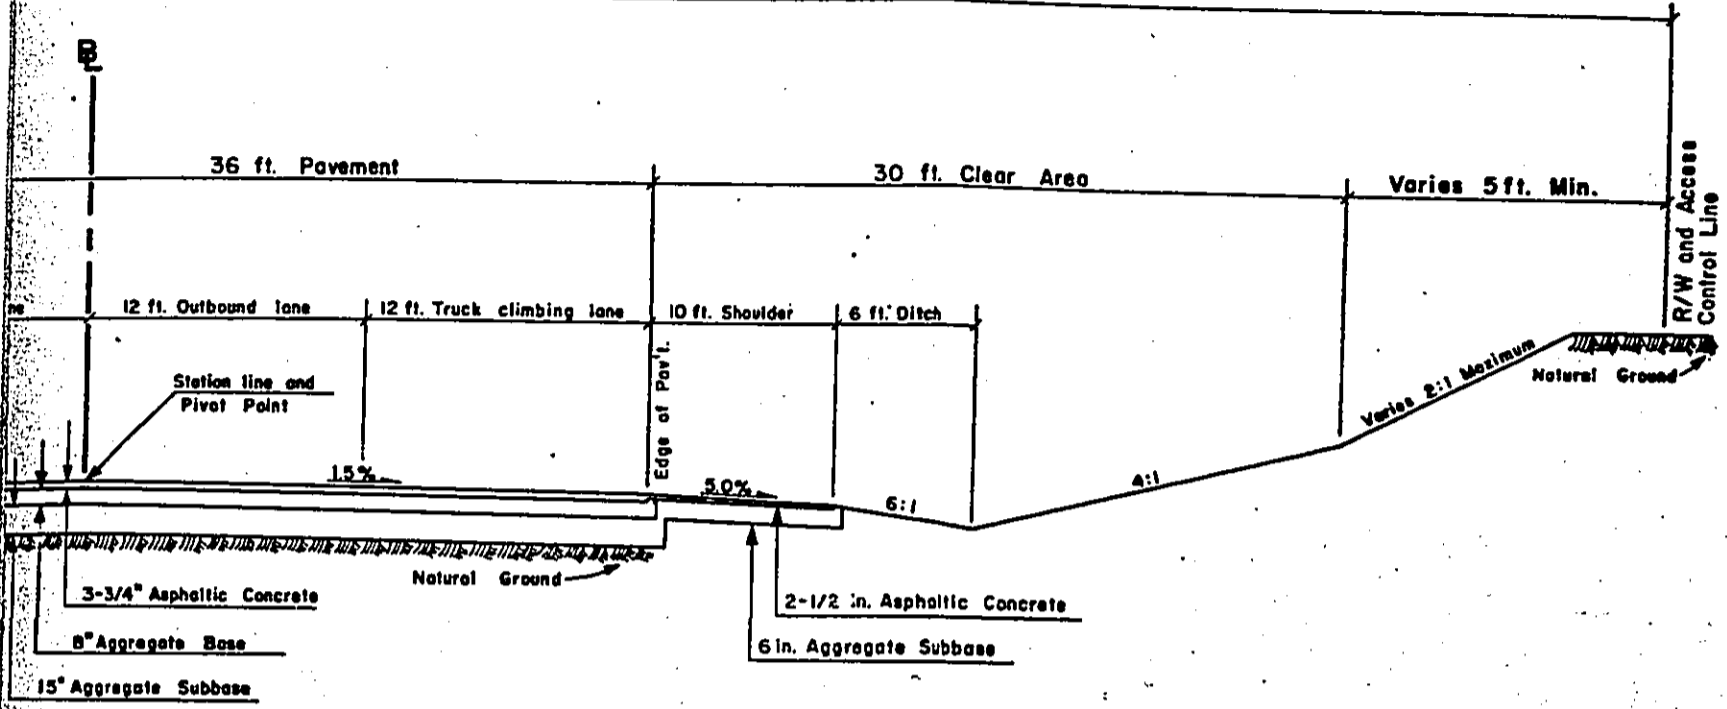 36 ft. Pavement
30 ft. Clear Area
Varies 5 ft. Min.
R/W and Access
Control Line
ne
12 ft. Outbound lane
12 ft. Truck climbing lane
10 ft. Shoulder
6 ft. Ditch
Edge of Pav't.
Station line and
Pivot Point
1.5%
5.0%
6:1
4:1
Varies 2:1 Maximum
Natural Ground
Natural Ground
3-3/4" Asphaltic Concrete
8" Aggregate Base
15" Aggregate Subbase
2-1/2 in. Asphaltic Concrete
6 in. Aggregate Subbase